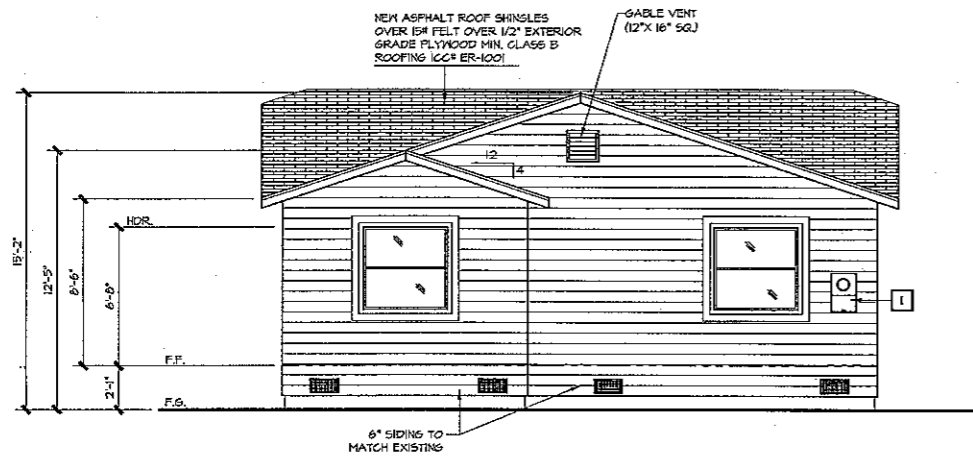 NEW ASPHALT ROOF SHINGLES
OVER 15# FELT OVER 1/2" EXTERIOR
GRADE PLYWOOD MIN. CLASS B
ROOFING ICC# ER-1001
GABLE VENT
(12"X 16" SQ.)
12
4
HDR.
15'-2"
12'-5"
8'-6"
6'-8"
1
F.F.
2'-1"
F.G.
6" SIDING TO
MATCH EXISTING